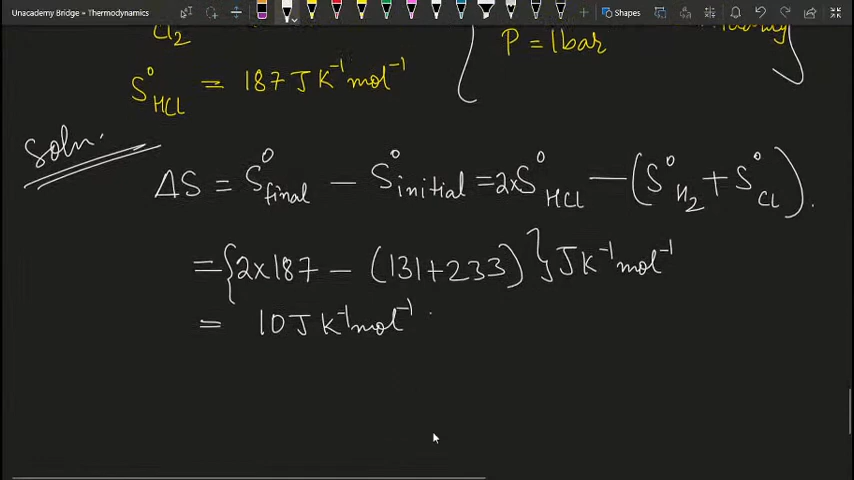 Unacademy Bridge - Thermodynamics
Shapes
Cl₂
P = 1bar
S°HCl = 187 J K⁻¹ mol⁻¹
Soln.
ΔS = S°final − S°initial = 2×S°HCl − (S°H₂ + S°Cl).
= {2×187 − (131+233)} J K⁻¹ mol⁻¹
= 10 J K⁻¹ mol⁻¹